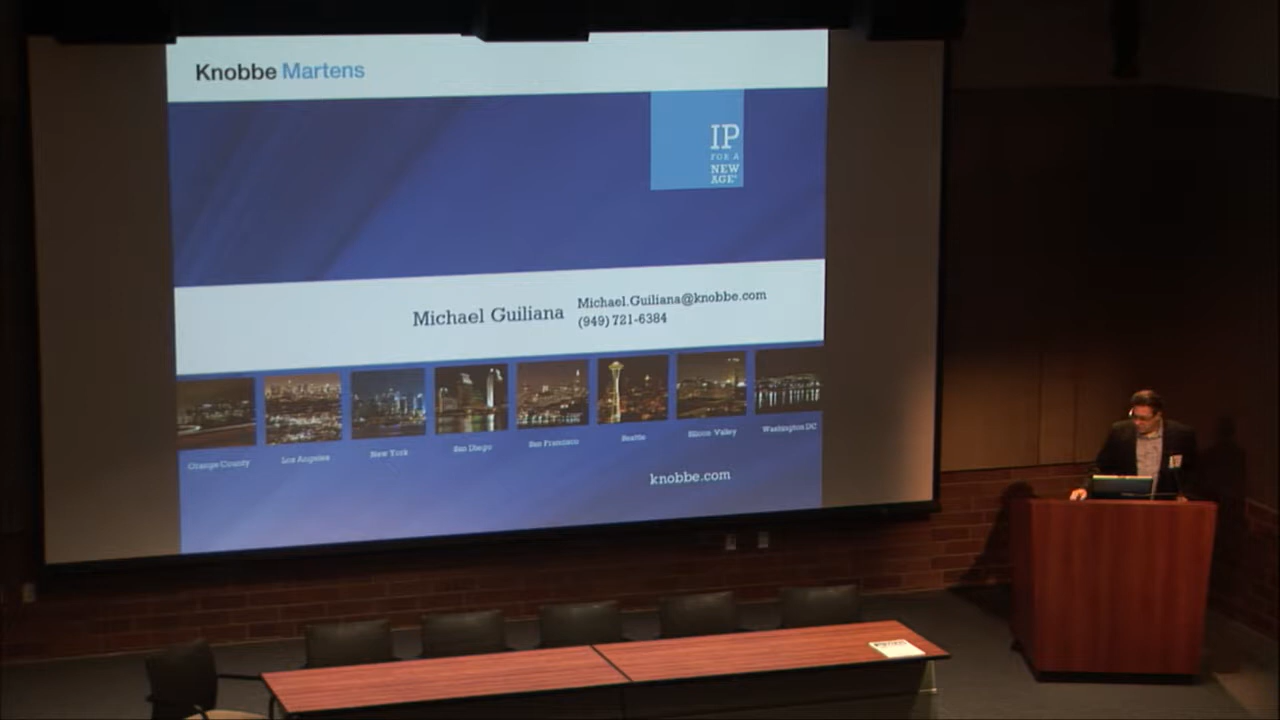 Knobbe Martens
IP
FOR A
NEW
AGE®
Michael Guiliana
Michael.Guiliana@knobbe.com
(949) 721-6384
Orange County
Los Angeles
New York
San Diego
San Francisco
Seattle
Silicon Valley
Washington DC
knobbe.com